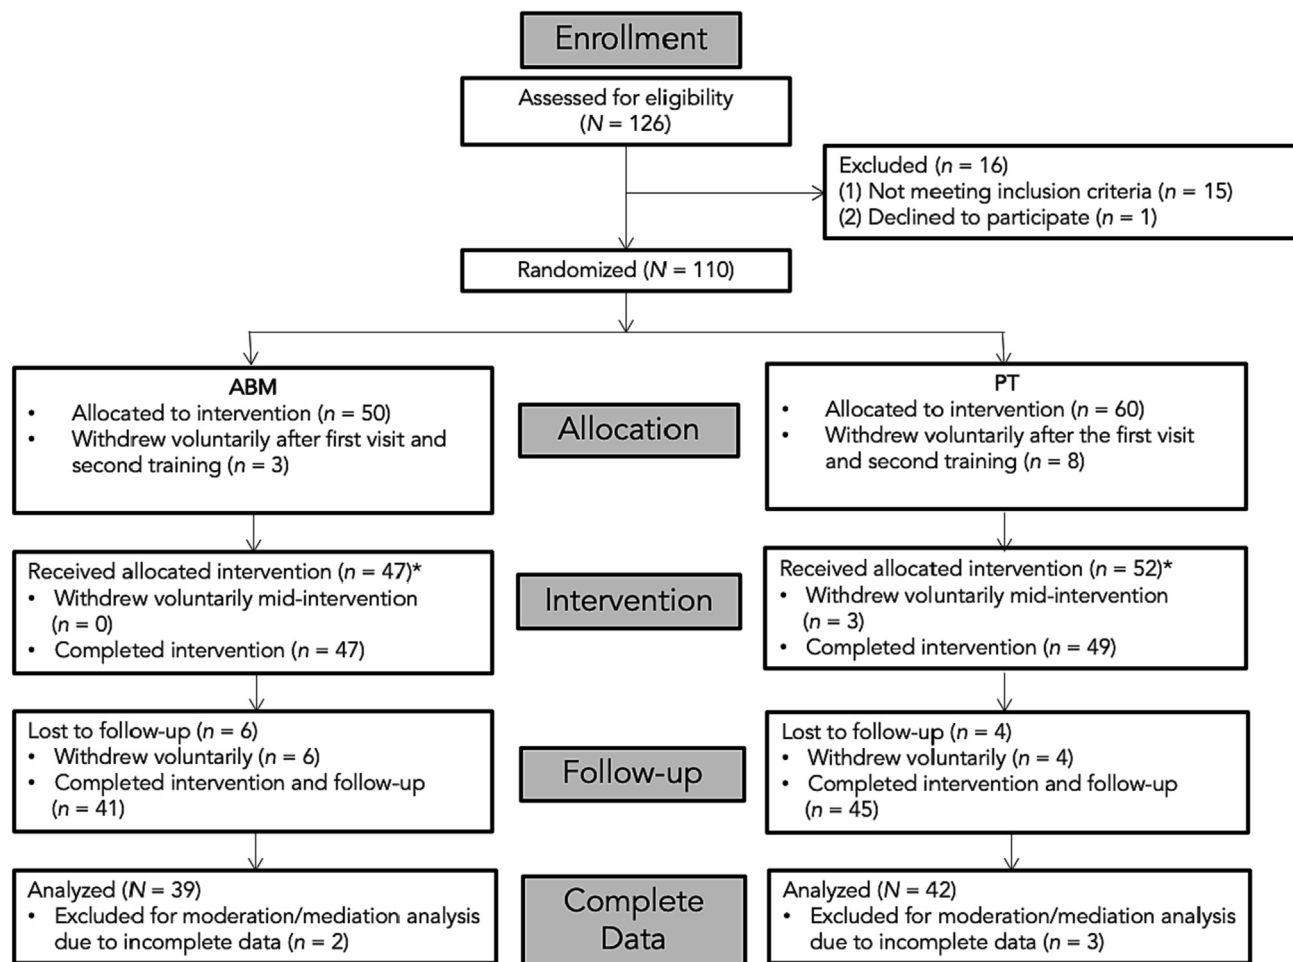 Enrollment
Assessed for eligibility
(N = 126)
Excluded (n = 16)
(1) Not meeting inclusion criteria (n = 15)
(2) Declined to participate (n = 1)
Randomized (N = 110)
ABM
• Allocated to intervention (n = 50)
• Withdrew voluntarily after first visit and
second training (n = 3)
Allocation
PT
• Allocated to intervention (n = 60)
• Withdrew voluntarily after the first visit
and second training (n = 8)
Received allocated intervention (n = 47)*
• Withdrew voluntarily mid-intervention
(n = 0)
• Completed intervention (n = 47)
Intervention
Received allocated intervention (n = 52)*
• Withdrew voluntarily mid-intervention
(n = 3)
• Completed intervention (n = 49)
Lost to follow-up (n = 6)
• Withdrew voluntarily (n = 6)
• Completed intervention and follow-up
(n = 41)
Follow-up
Lost to follow-up (n = 4)
• Withdrew voluntarily (n = 4)
• Completed intervention and follow-up
(n = 45)
Analyzed (N = 39)
• Excluded for moderation/mediation analysis
due to incomplete data (n = 2)
Complete
Data
Analyzed (N = 42)
• Excluded for moderation/mediation analysis
due to incomplete data (n = 3)